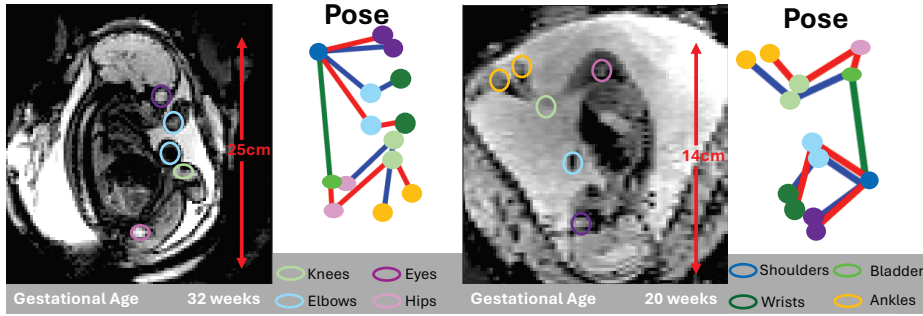 Pose
Pose
25cm
14cm
Knees
Eyes
Elbows
Hips
Shoulders
Bladder
Wrists
Ankles
Gestational Age 32 weeks
Gestational Age 20 weeks